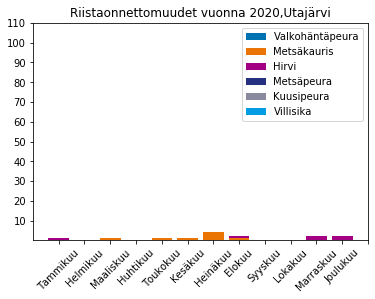 Riistaonnettomuudet vuonna 2020,Utajärvi
110
100
90
80
70
60
50
40
30
20
10
Valkohäntäpeura
Metsäkauris
Hirvi
Metsäpeura
Kuusipeura
Villisika
Tammikuu
Helmikuu
Maaliskuu
Huhtikuu
Toukokuu
Kesäkuu
Heinäkuu
Elokuu
Syyskuu
Lokakuu
Marraskuu
Joulukuu